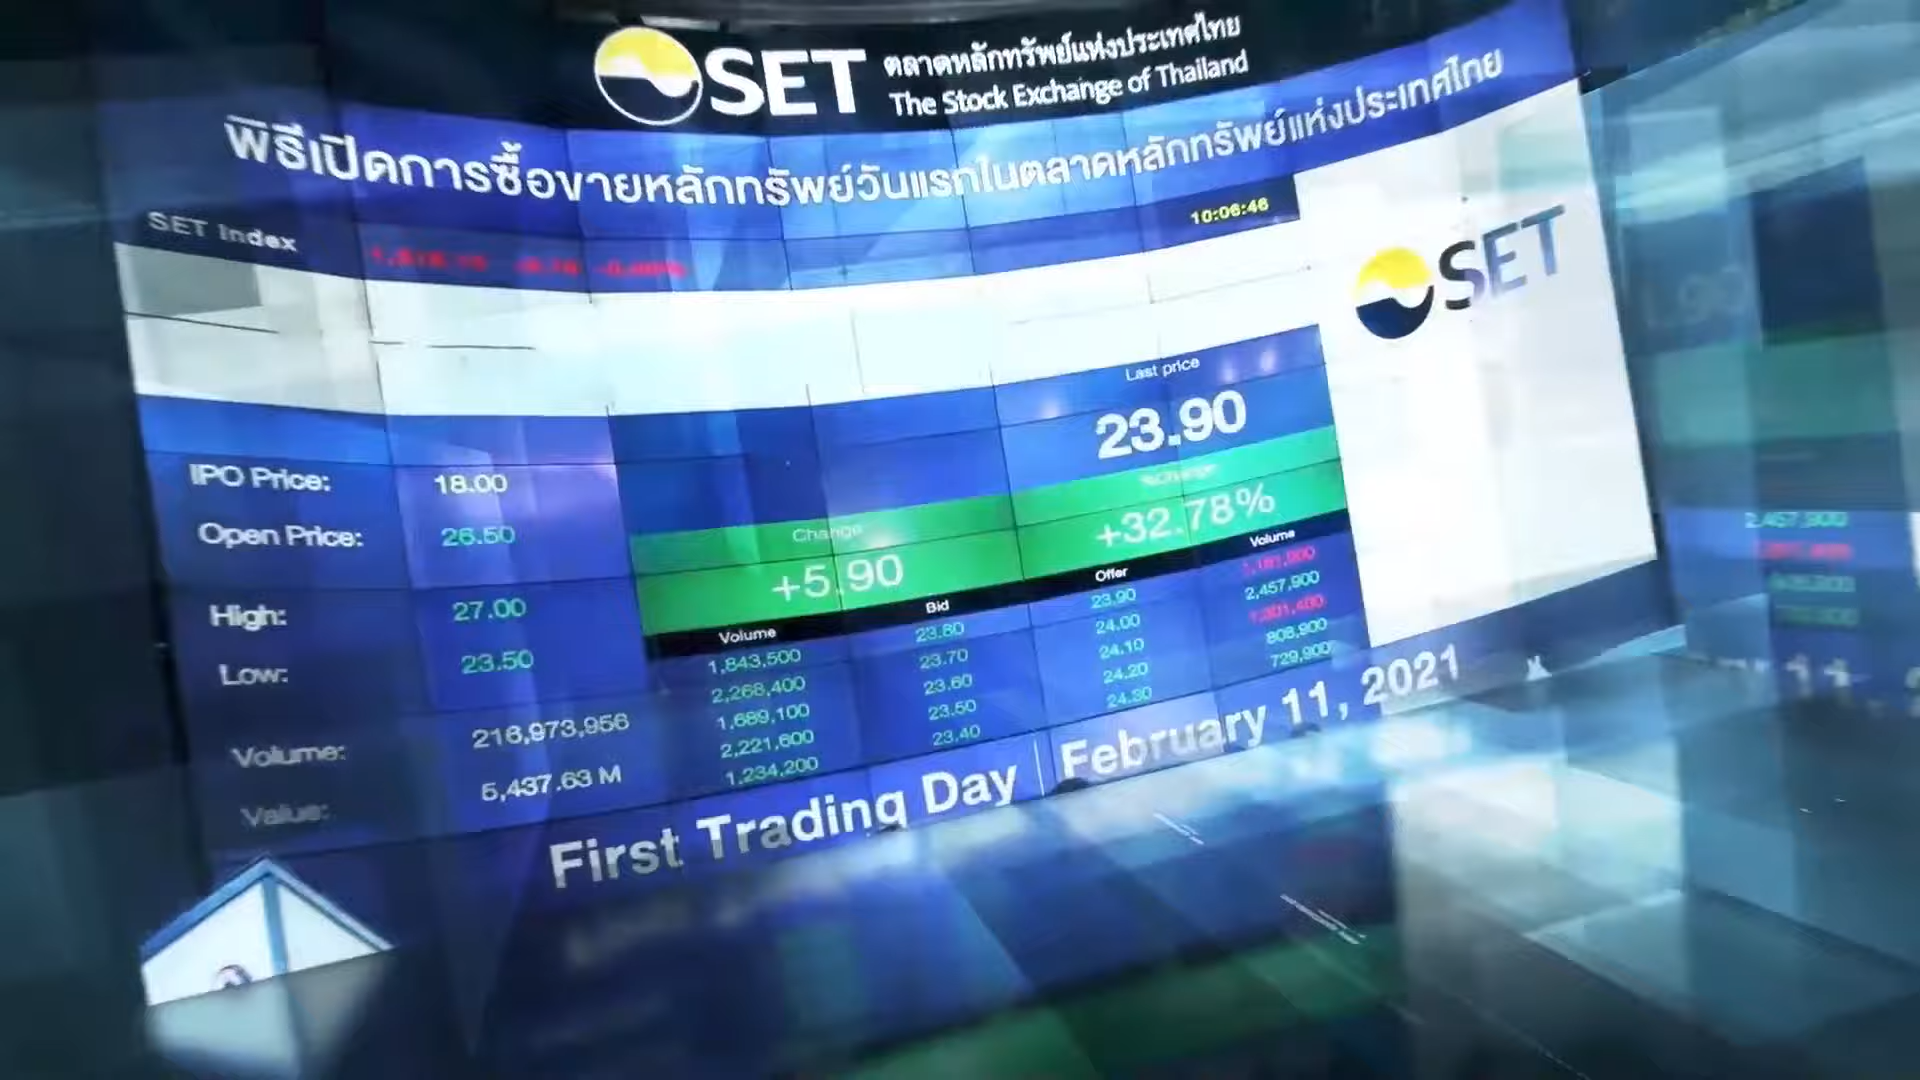 SET ตลาดหลักทรัพย์แห่งประเทศไทย
The Stock Exchange of Thailand
พิธีเปิดการซื้อขายหลักทรัพย์วันแรกในตลาดหลักทรัพย์แห่งประเทศไทย
SET Index
10:06:46
SET
Last price
23.90
IPO Price: 18.00
Open Price: 26.50
High: 27.00
Low: 23.50
Volume: 216,973,956
Value: 5,437.63 M
Change
+5.90
%Change
+32.78%
Volume Bid Offer Volume
1,843,500 23.80 23.90
2,268,400 23.70 24.00 2,457,900
1,689,100 23.60 24.10
2,221,600 23.50 24.20 808,900
1,234,200 23.40 24.30 729,900
First Trading Day | February 11, 2021
2,457,900